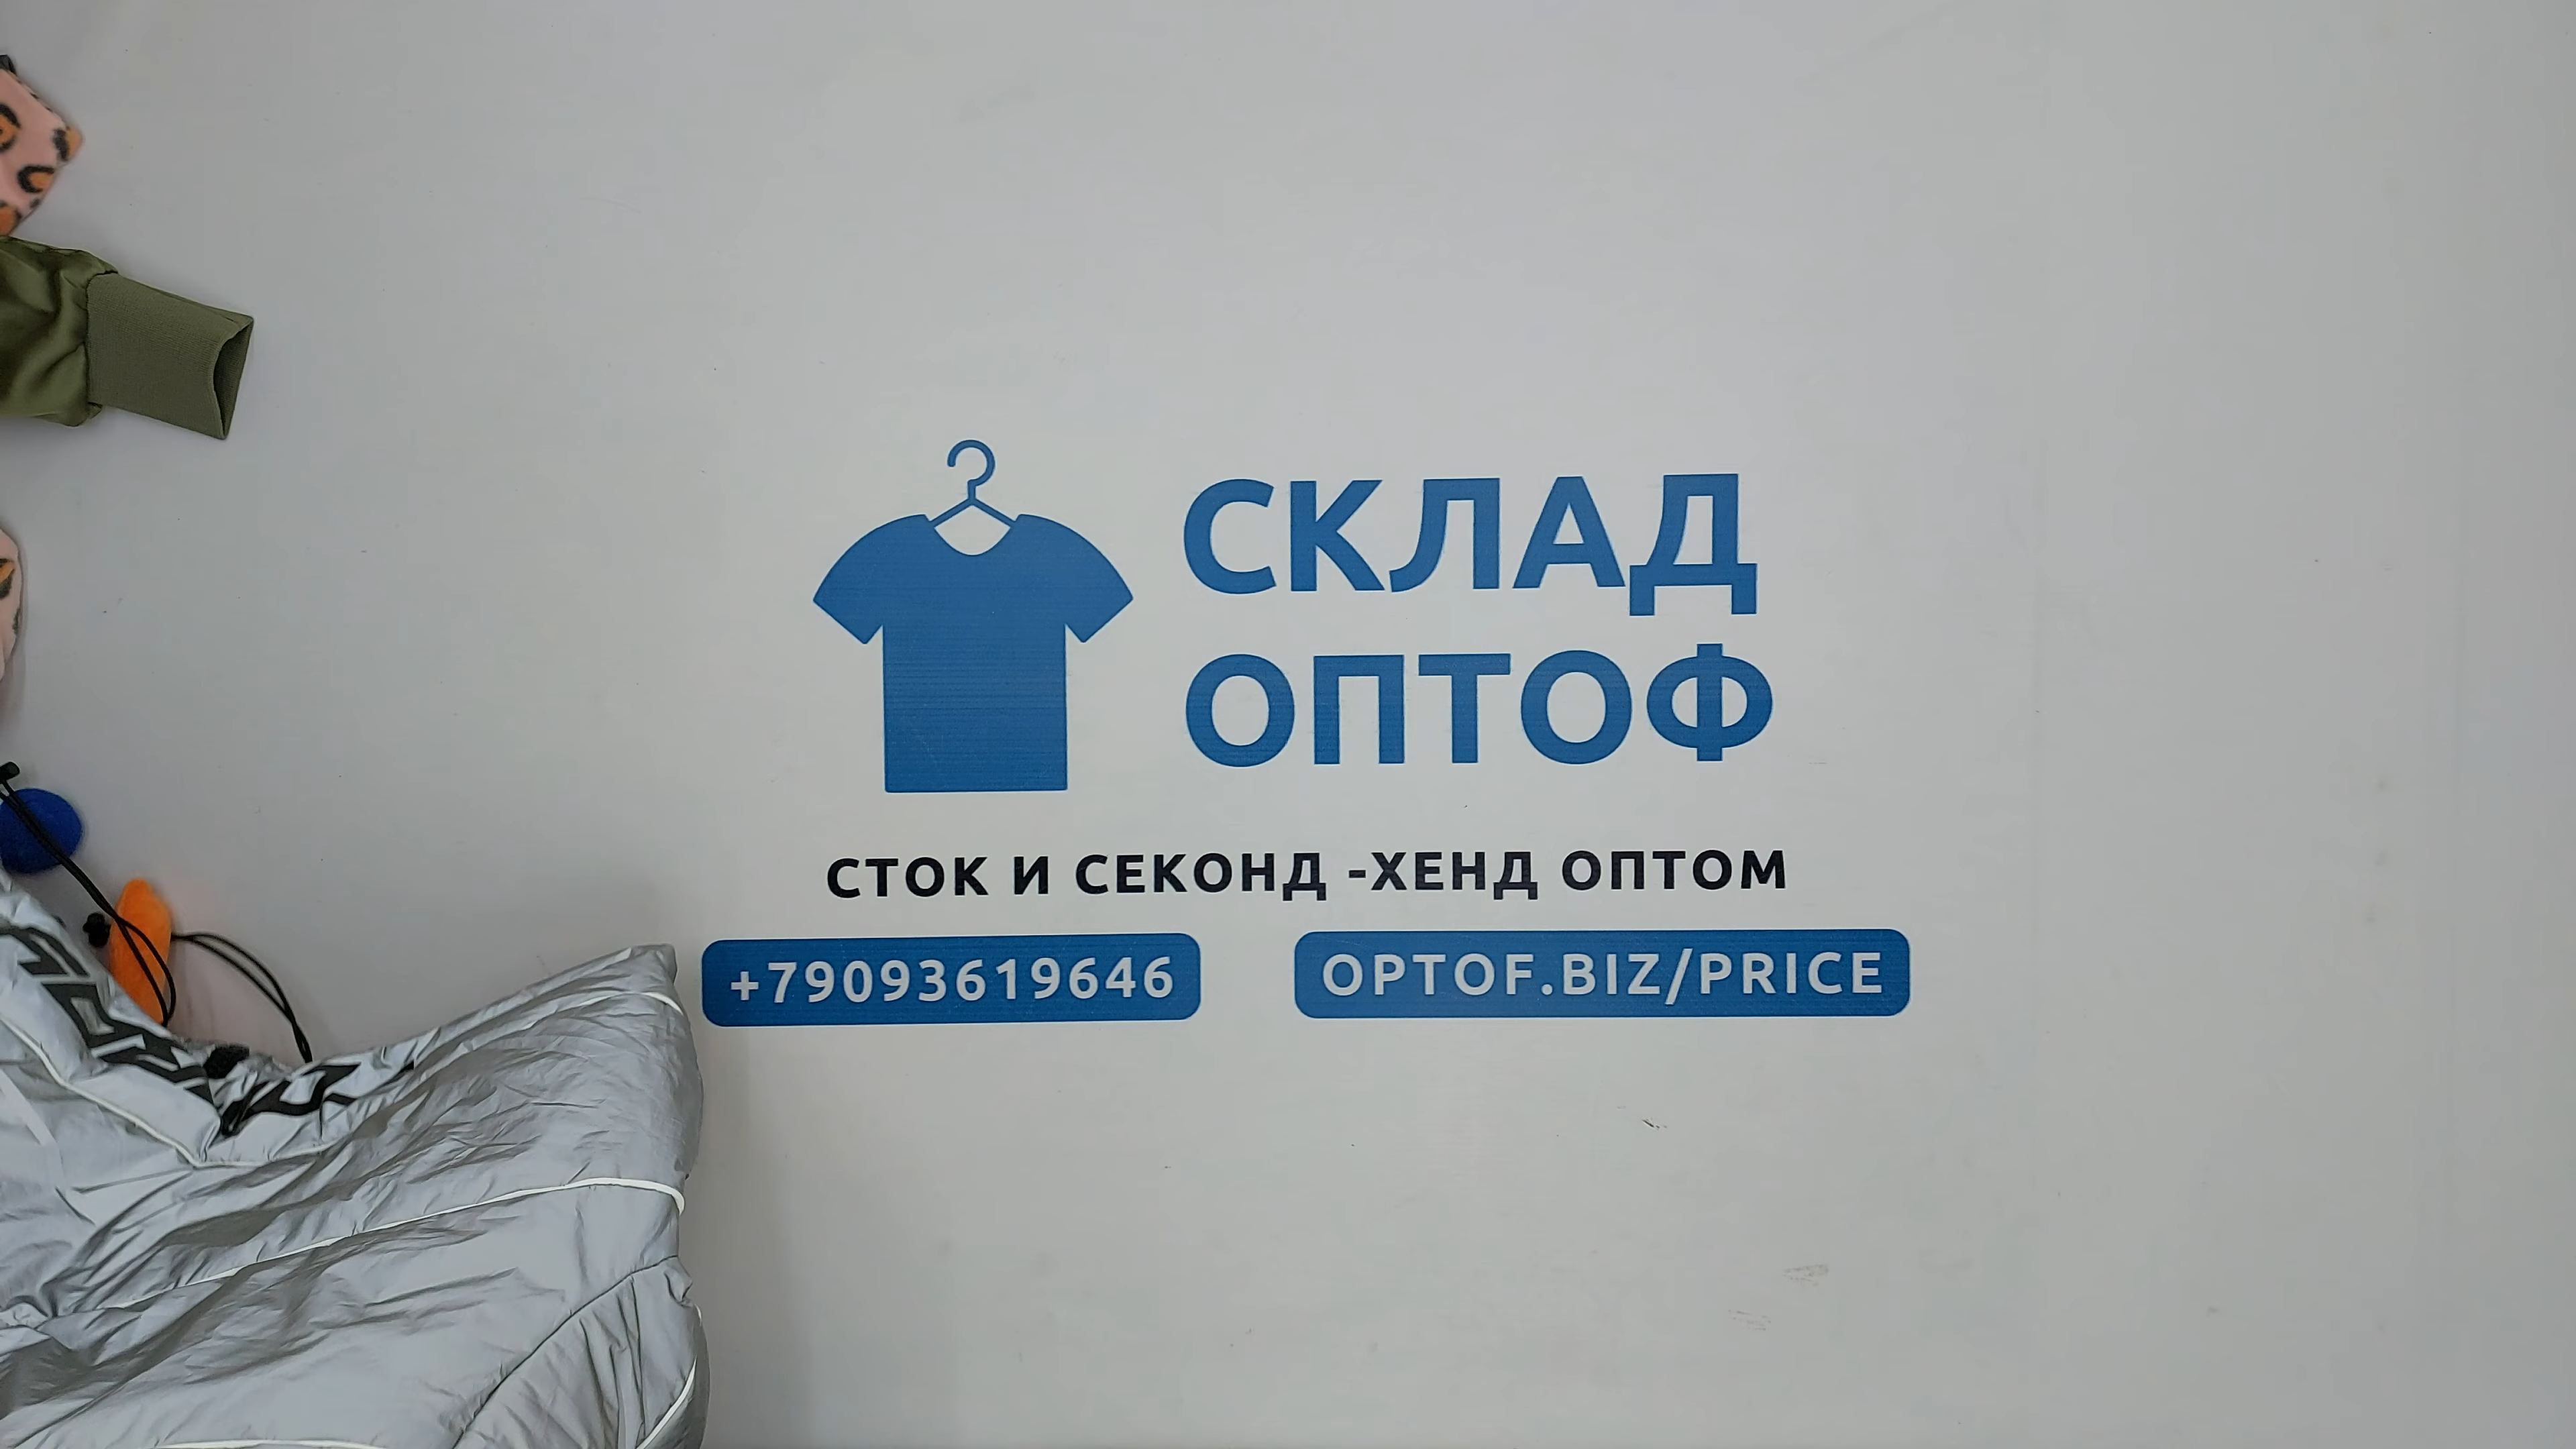 СКЛАД
ОПТОФ
СТОК И СЕКОНД -ХЕНД ОПТОМ
+79093619646
OPTOF.BIZ/PRICE